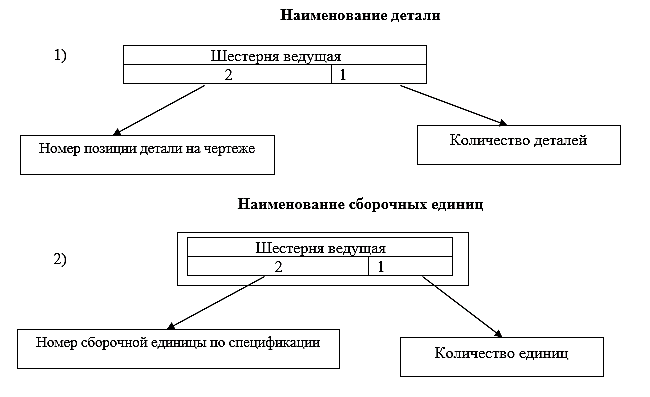 Наименование детали
1)
Шестерня ведущая
2 1
Номер позиции детали на чертеже
Количество деталей
Наименование сборочных единиц
2)
Шестерня ведущая
2 1
Номер сборочной единицы по спецификации
Количество единиц